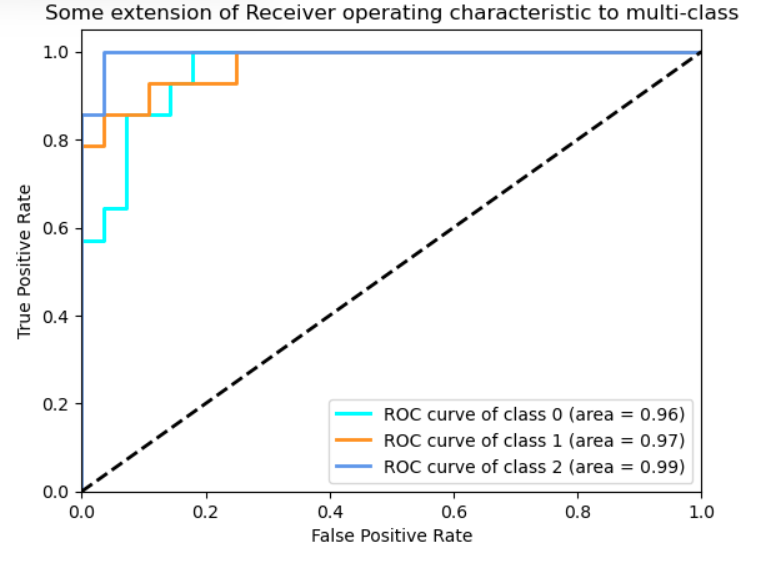 Some extension of Receiver operating characteristic to multi-class
1.0
0.8
0.6
0.4
0.2
0.0
True Positive Rate
ROC curve of class 0 (area = 0.96)
ROC curve of class 1 (area = 0.97)
ROC curve of class 2 (area = 0.99)
0.0 0.2 0.4 0.6 0.8 1.0
False Positive Rate